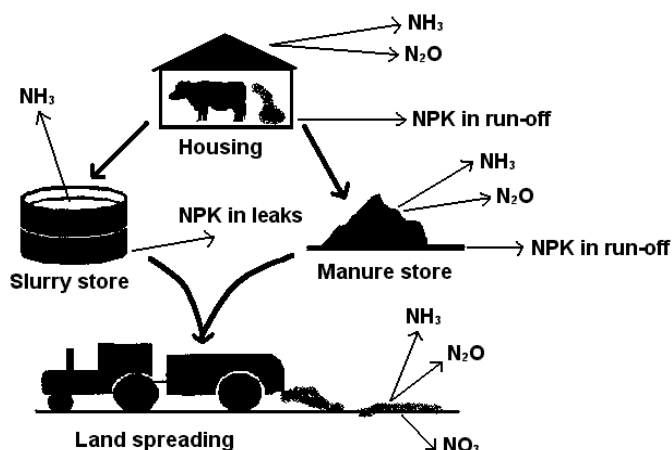 NH₃
N₂O
NH₃
NPK in run-off
Housing
NH₃
N₂O
NPK in leaks
NPK in run-off
Slurry store
Manure store
NH₃
N₂O
Land spreading
NO₃